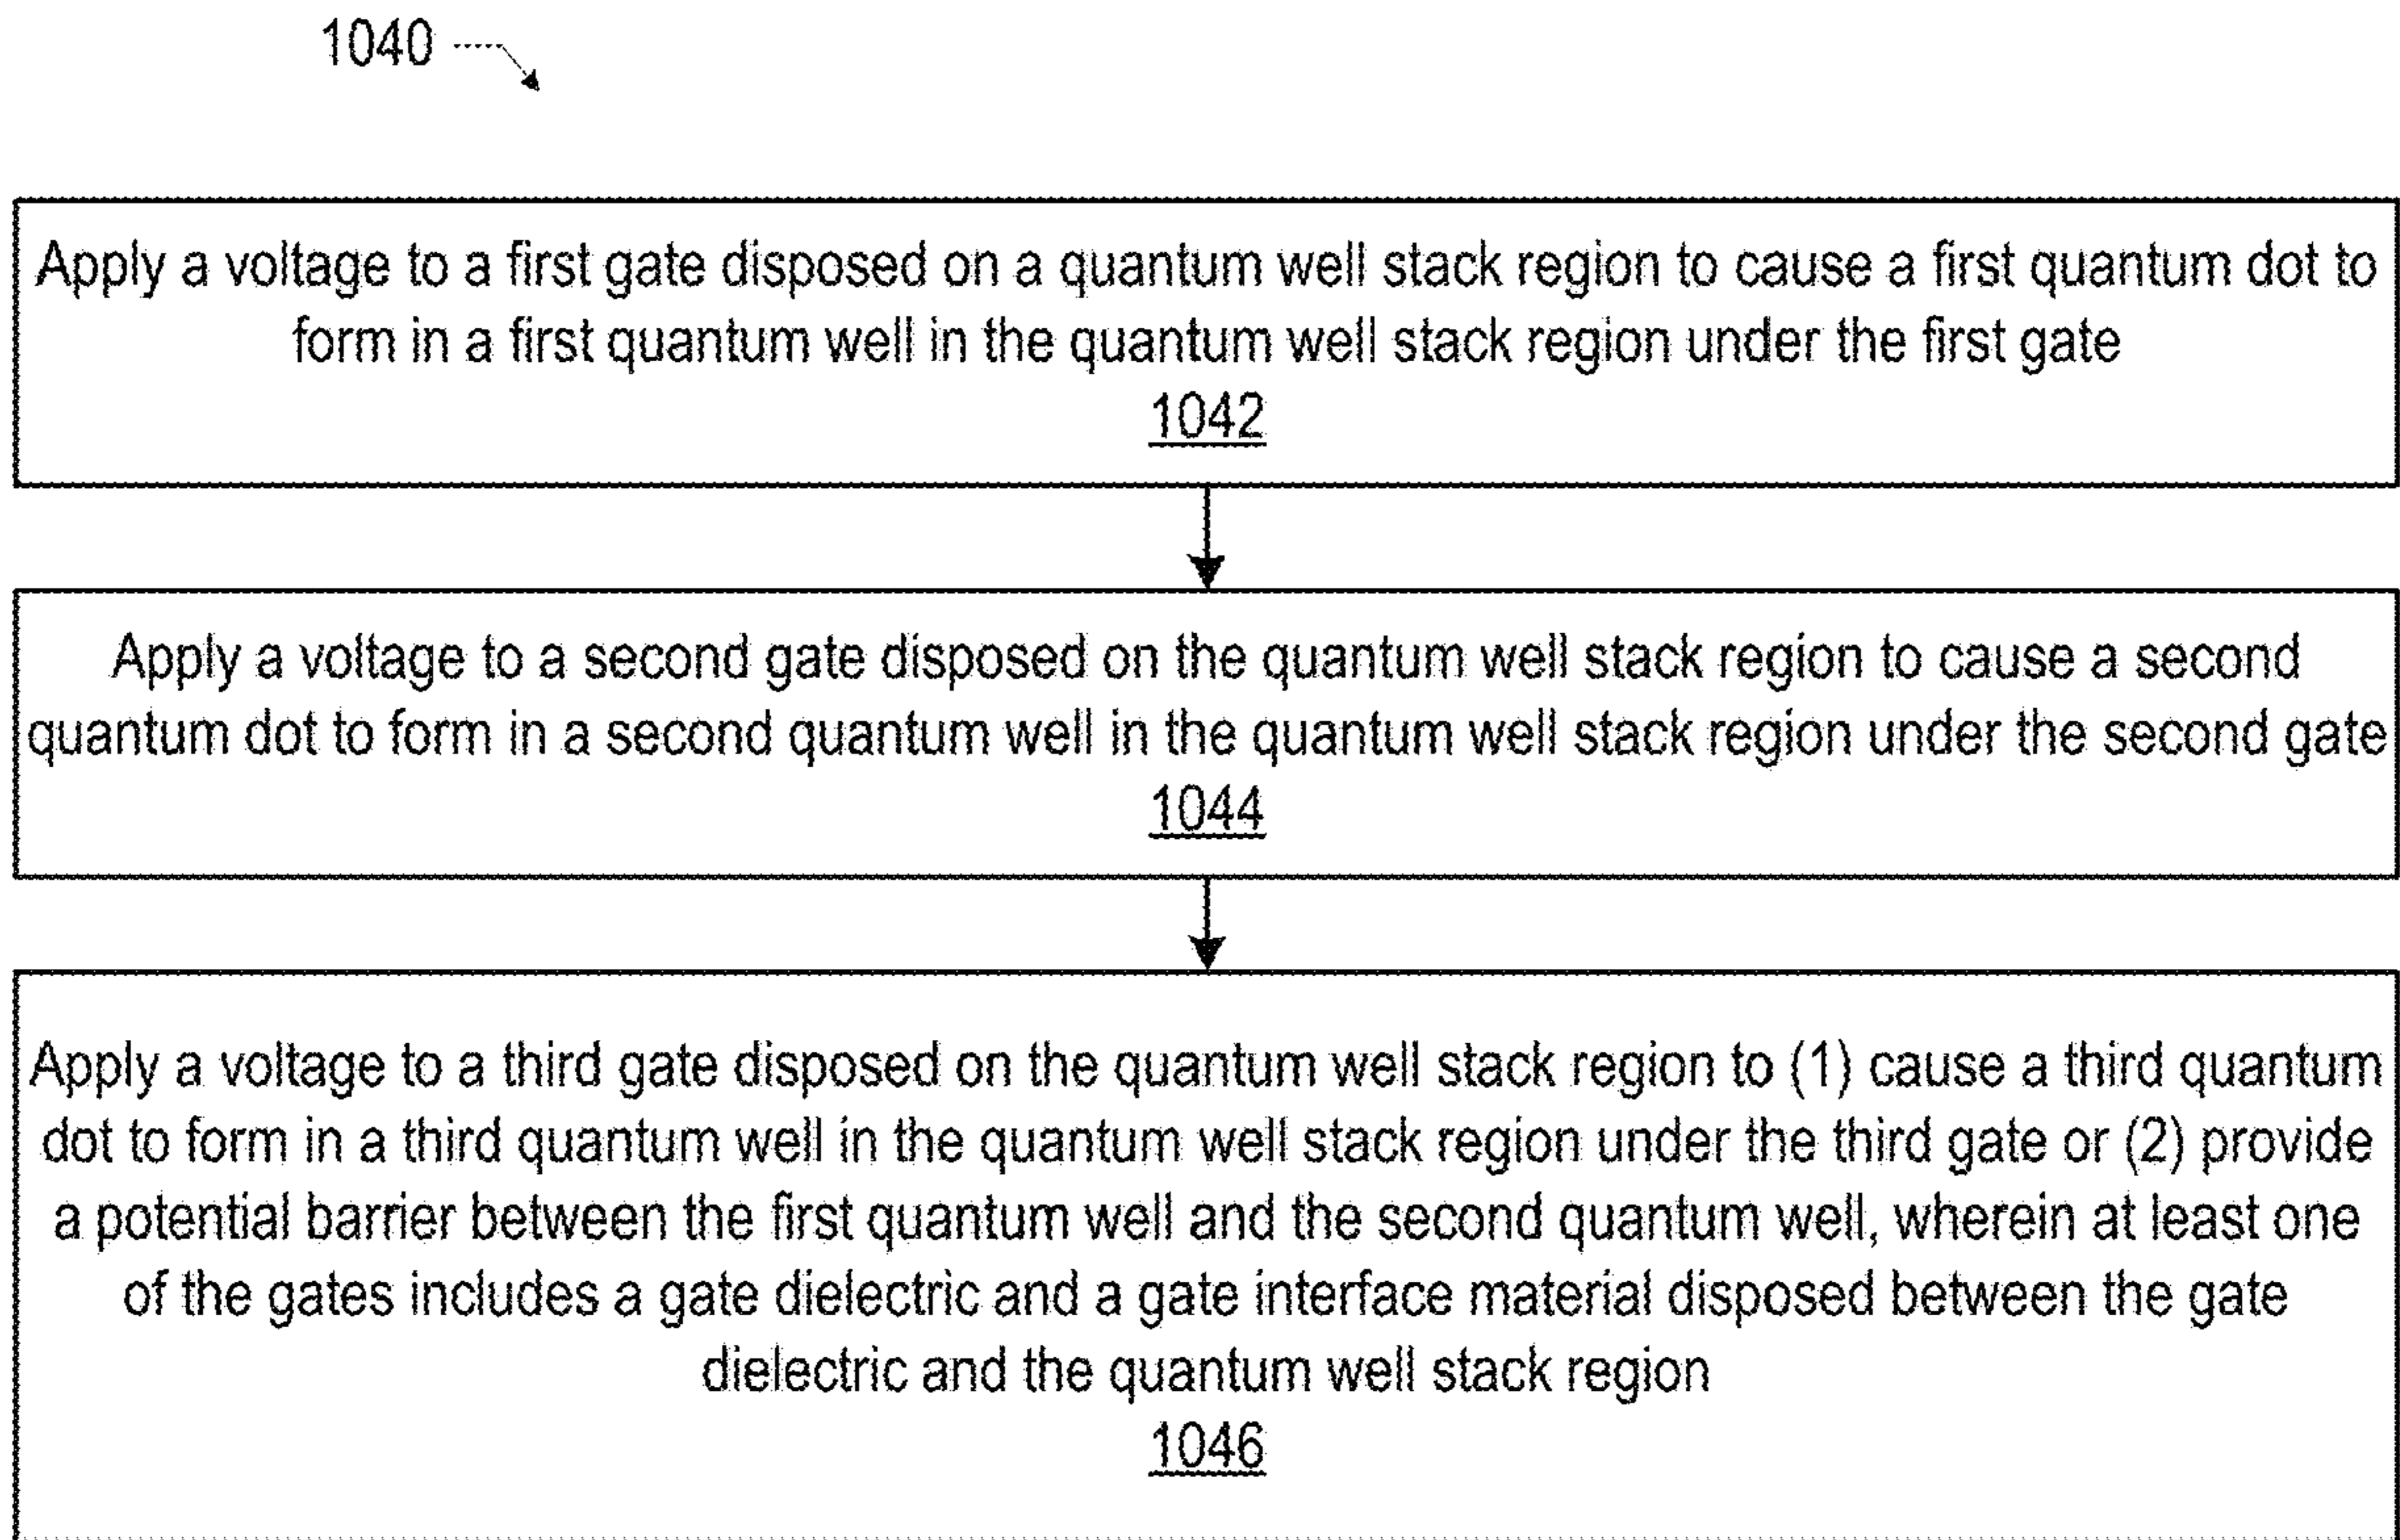 1040
Apply a voltage to a first gate disposed on a quantum well stack region to cause a first quantum dot to
form in a first quantum well in the quantum well stack region under the first gate
1042
Apply a voltage to a second gate disposed on the quantum well stack region to cause a second
quantum dot to form in a second quantum well in the quantum well stack region under the second gate
1044
Apply a voltage to a third gate disposed on the quantum well stack region to (1) cause a third quantum
dot to form in a third quantum well in the quantum well stack region under the third gate or (2) provide
a potential barrier between the first quantum well and the second quantum well, wherein at least one
of the gates includes a gate dielectric and a gate interface material disposed between the gate
dielectric and the quantum well stack region
1046